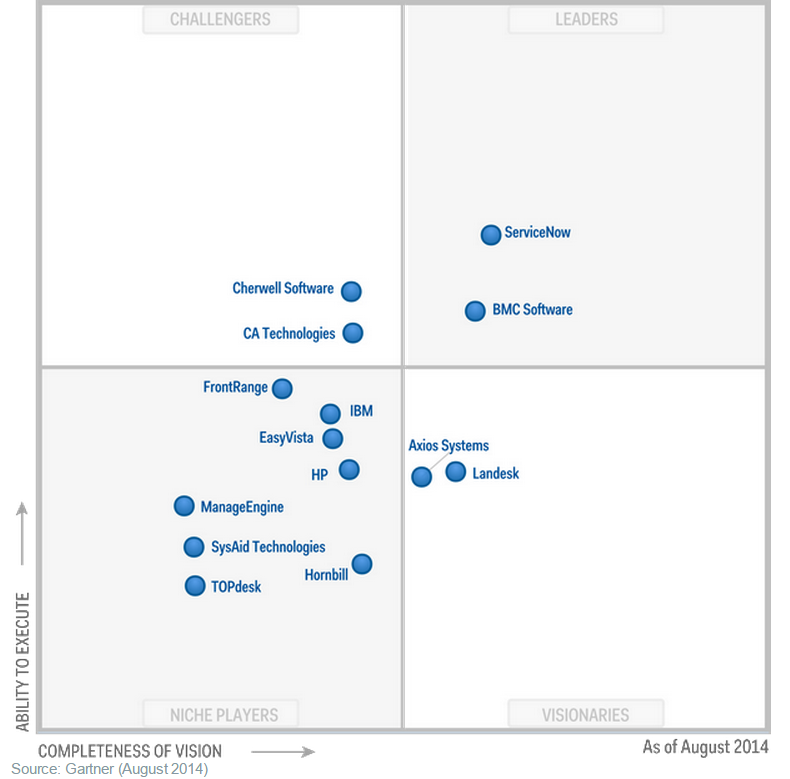 CHALLENGERS
LEADERS
ServiceNow
Cherwell Software
BMC Software
CA Technologies
FrontRange
IBM
EasyVista
Axios Systems
HP
Landesk
ManageEngine
SysAid Technologies
Hornbill
TOPdesk
ABILITY TO EXECUTE
NICHE PLAYERS
VISIONARIES
COMPLETENESS OF VISION
As of August 2014
Source: Gartner (August 2014)